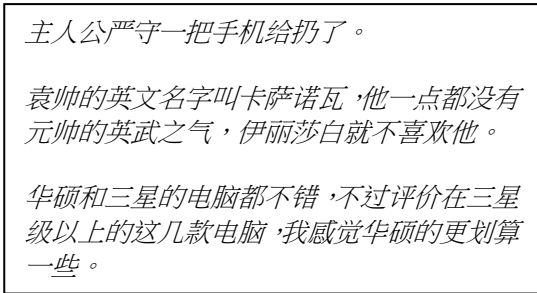 主人公严守一把手机给扔了。
袁帅的英文名字叫卡萨诺瓦，他一点都没有
元帅的英武之气，伊丽莎白就不喜欢他。
华硕和三星的电脑都不错，不过评价在三星
级以上的这几款电脑，我感觉华硕的更划算
一些。